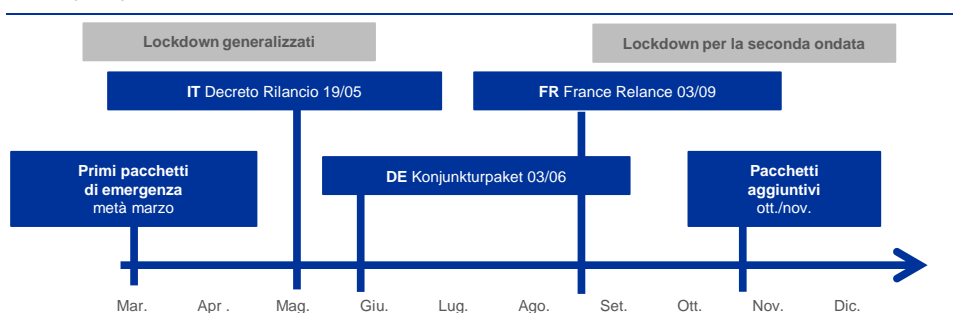 Lockdown generalizzati
Lockdown per la seconda ondata
IT Decreto Rilancio 19/05
FR France Relance 03/09
Primi pacchetti
di emergenza
metà marzo
DE Konjunkturpaket 03/06
Pacchetti
aggiuntivi
ott./nov.
Mar. Apr . Mag. Giu. Lug. Ago. Set. Ott. Nov. Dic.